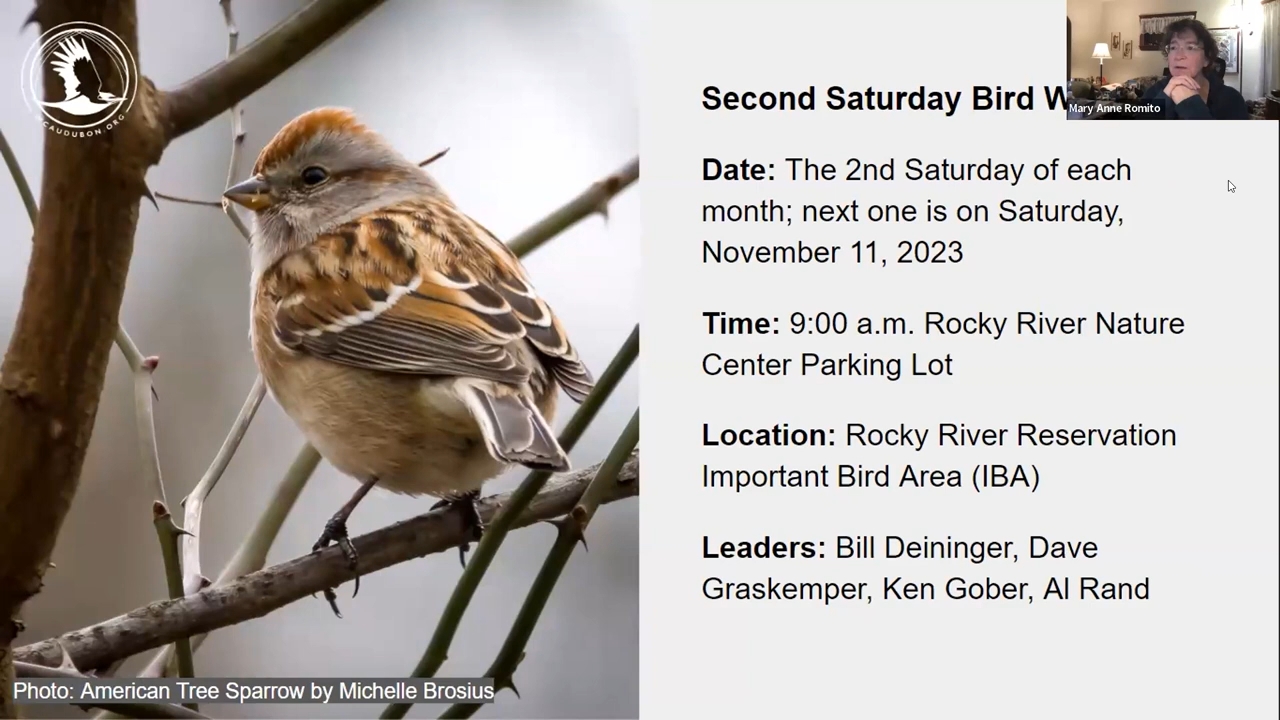 Second Saturday Bird
Mary Anne Romito
Date: The 2nd Saturday of each
month; next one is on Saturday,
November 11, 2023
Time: 9:00 a.m. Rocky River Nature
Center Parking Lot
Location: Rocky River Reservation
Important Bird Area (IBA)
Leaders: Bill Deininger, Dave
Graskemper, Ken Gober, Al Rand
Photo: American Tree Sparrow by Michelle Brosius